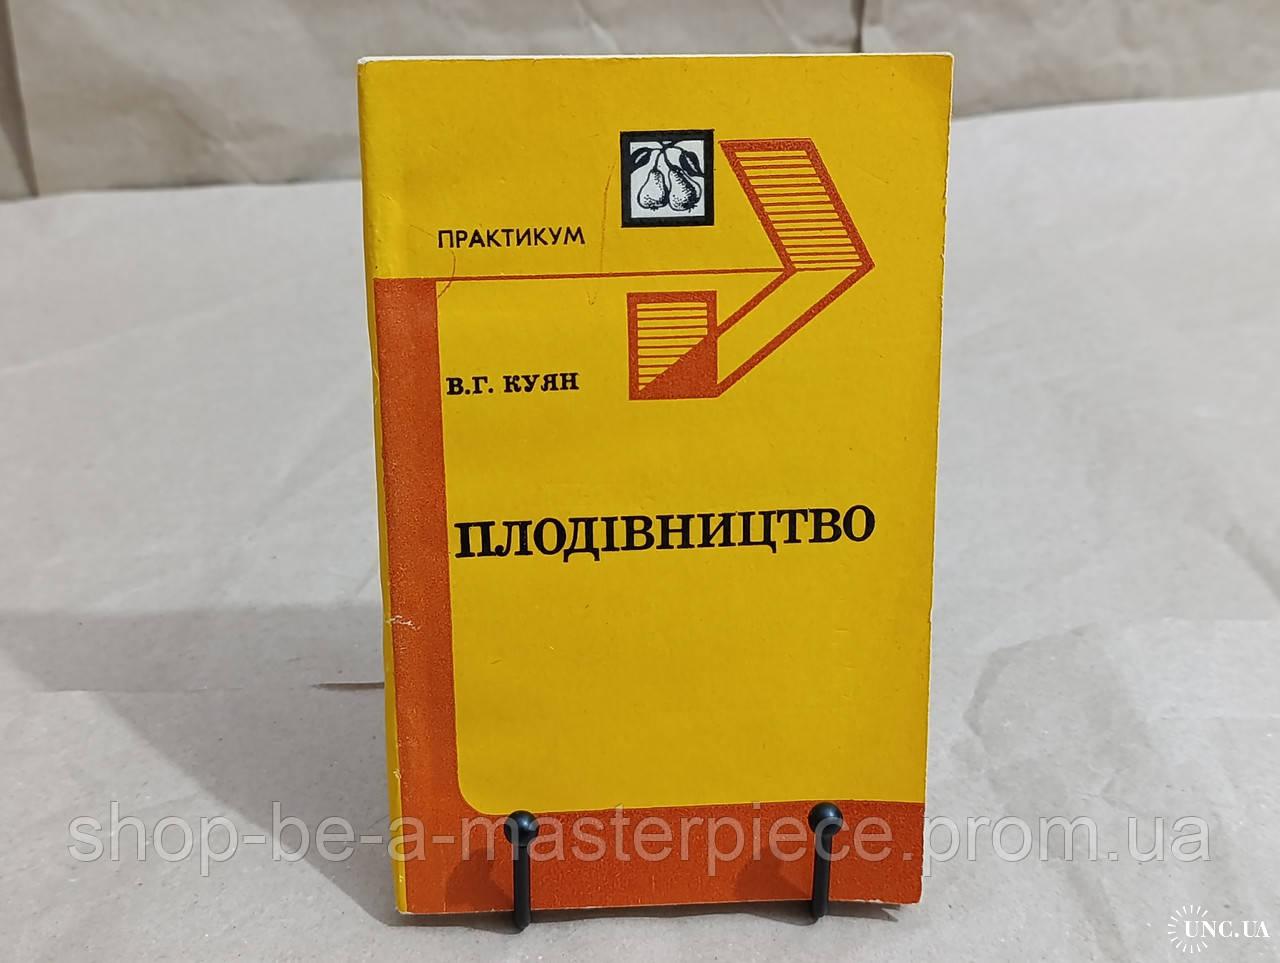 ПРАКТИКУМ
В.Г. КУЯН
ПЛОДІВНИЦТВО
shop-be-a-masterpiece.prom.ua
UNC.UA